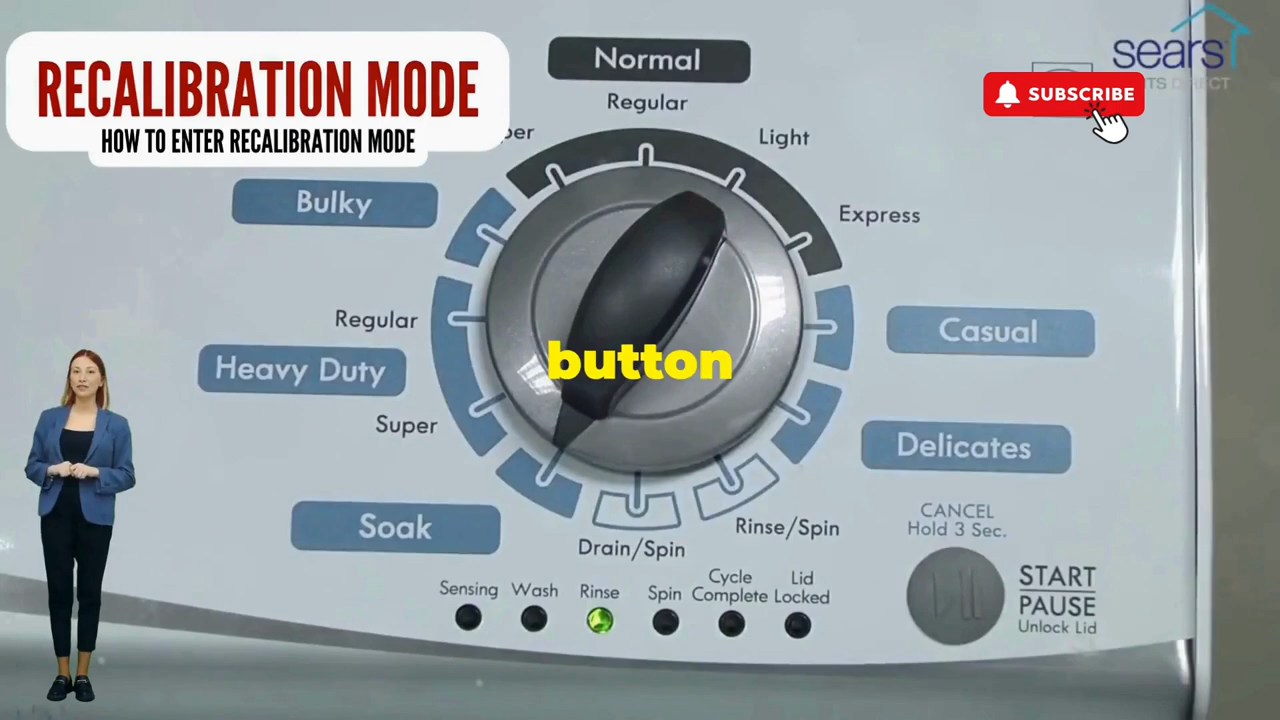 RECALIBRATION MODE
HOW TO ENTER RECALIBRATION MODE
sears
DIRECT
SUBSCRIBE
Normal
Regular
Light
Express
Bulky
Regular
Heavy Duty
Super
Casual
button
Delicates
Soak
Drain/Spin
Rinse/Spin
CANCEL
Hold 3 Sec.
START
PAUSE
Unlock Lid
Sensing
Wash
Rinse
Spin
Cycle
Complete
Lid
Locked